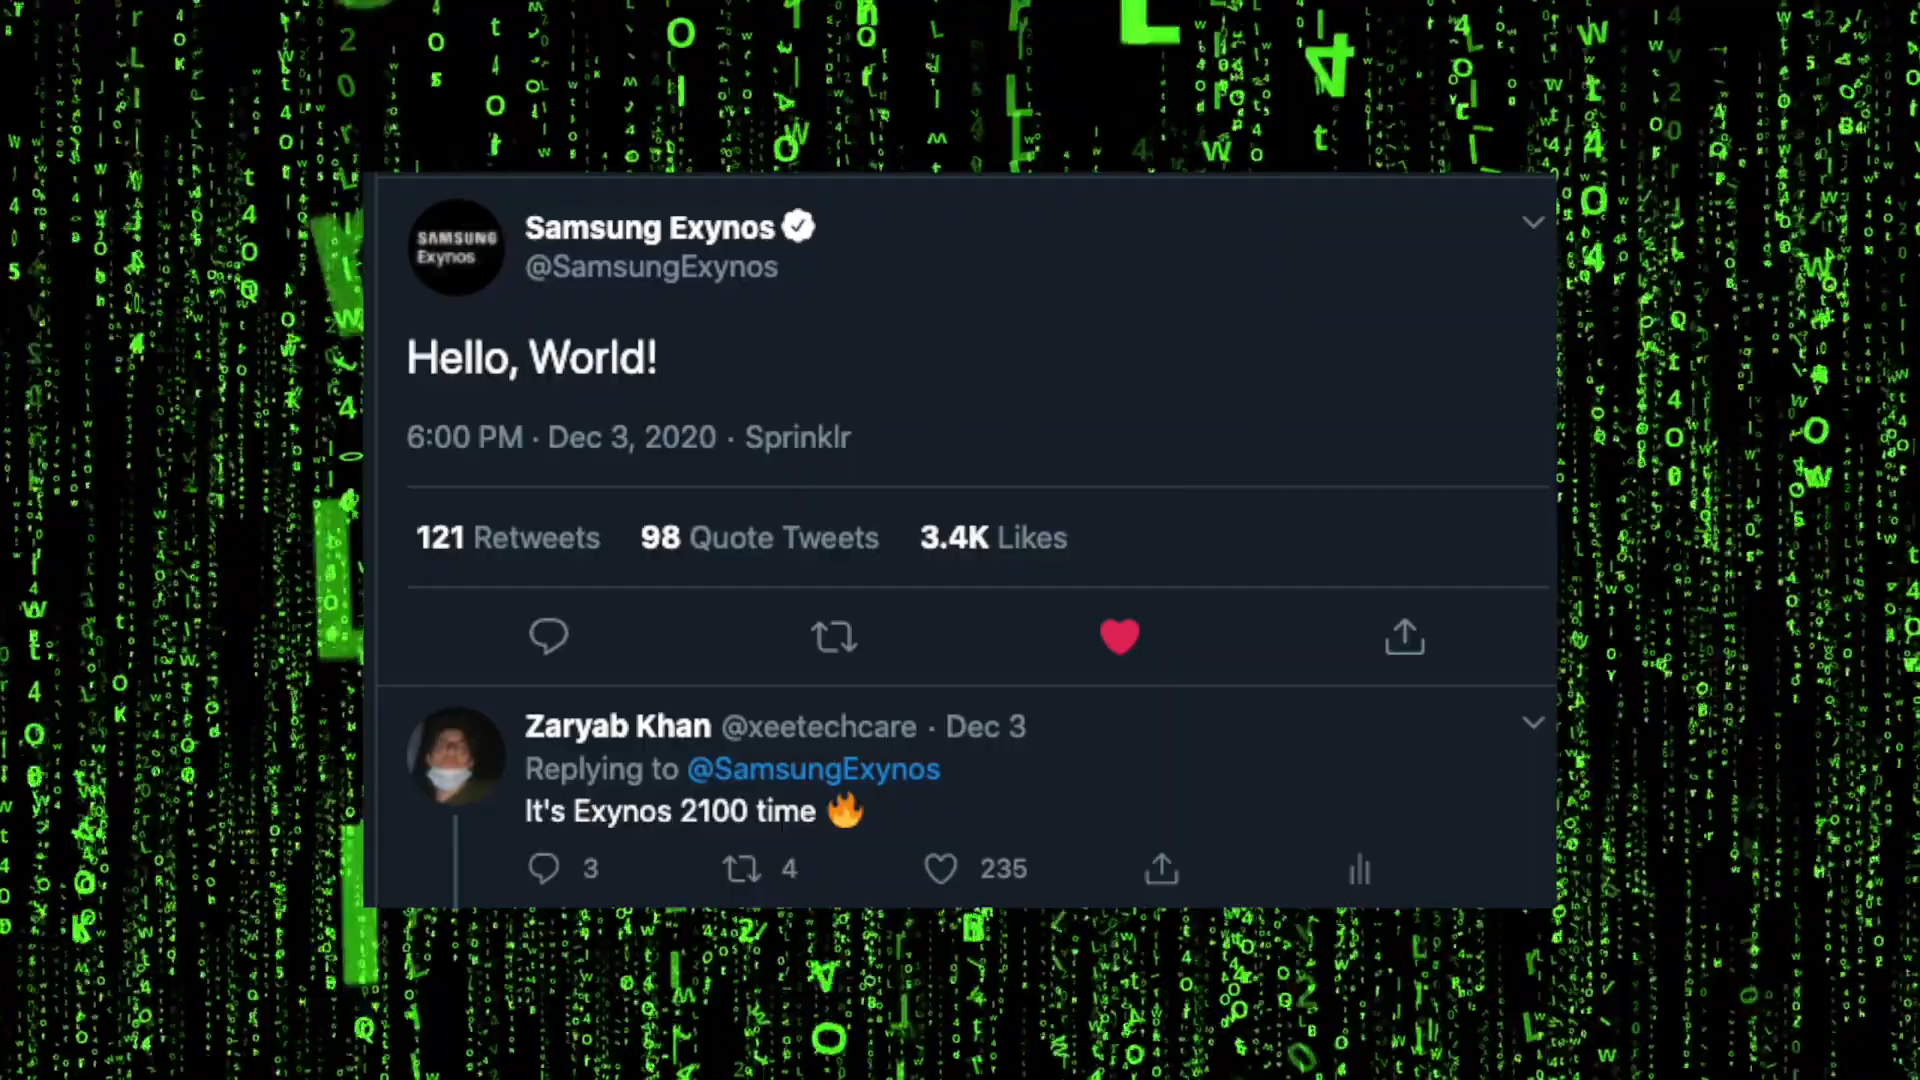 SAMSUNG
Exynos
Samsung Exynos
@SamsungExynos
Hello, World!
6:00 PM · Dec 3, 2020 · Sprinklr
121 Retweets 98 Quote Tweets 3.4K Likes
Zaryab Khan @xeetechcare · Dec 3
Replying to @SamsungExynos
It's Exynos 2100 time 🔥
3 4 235